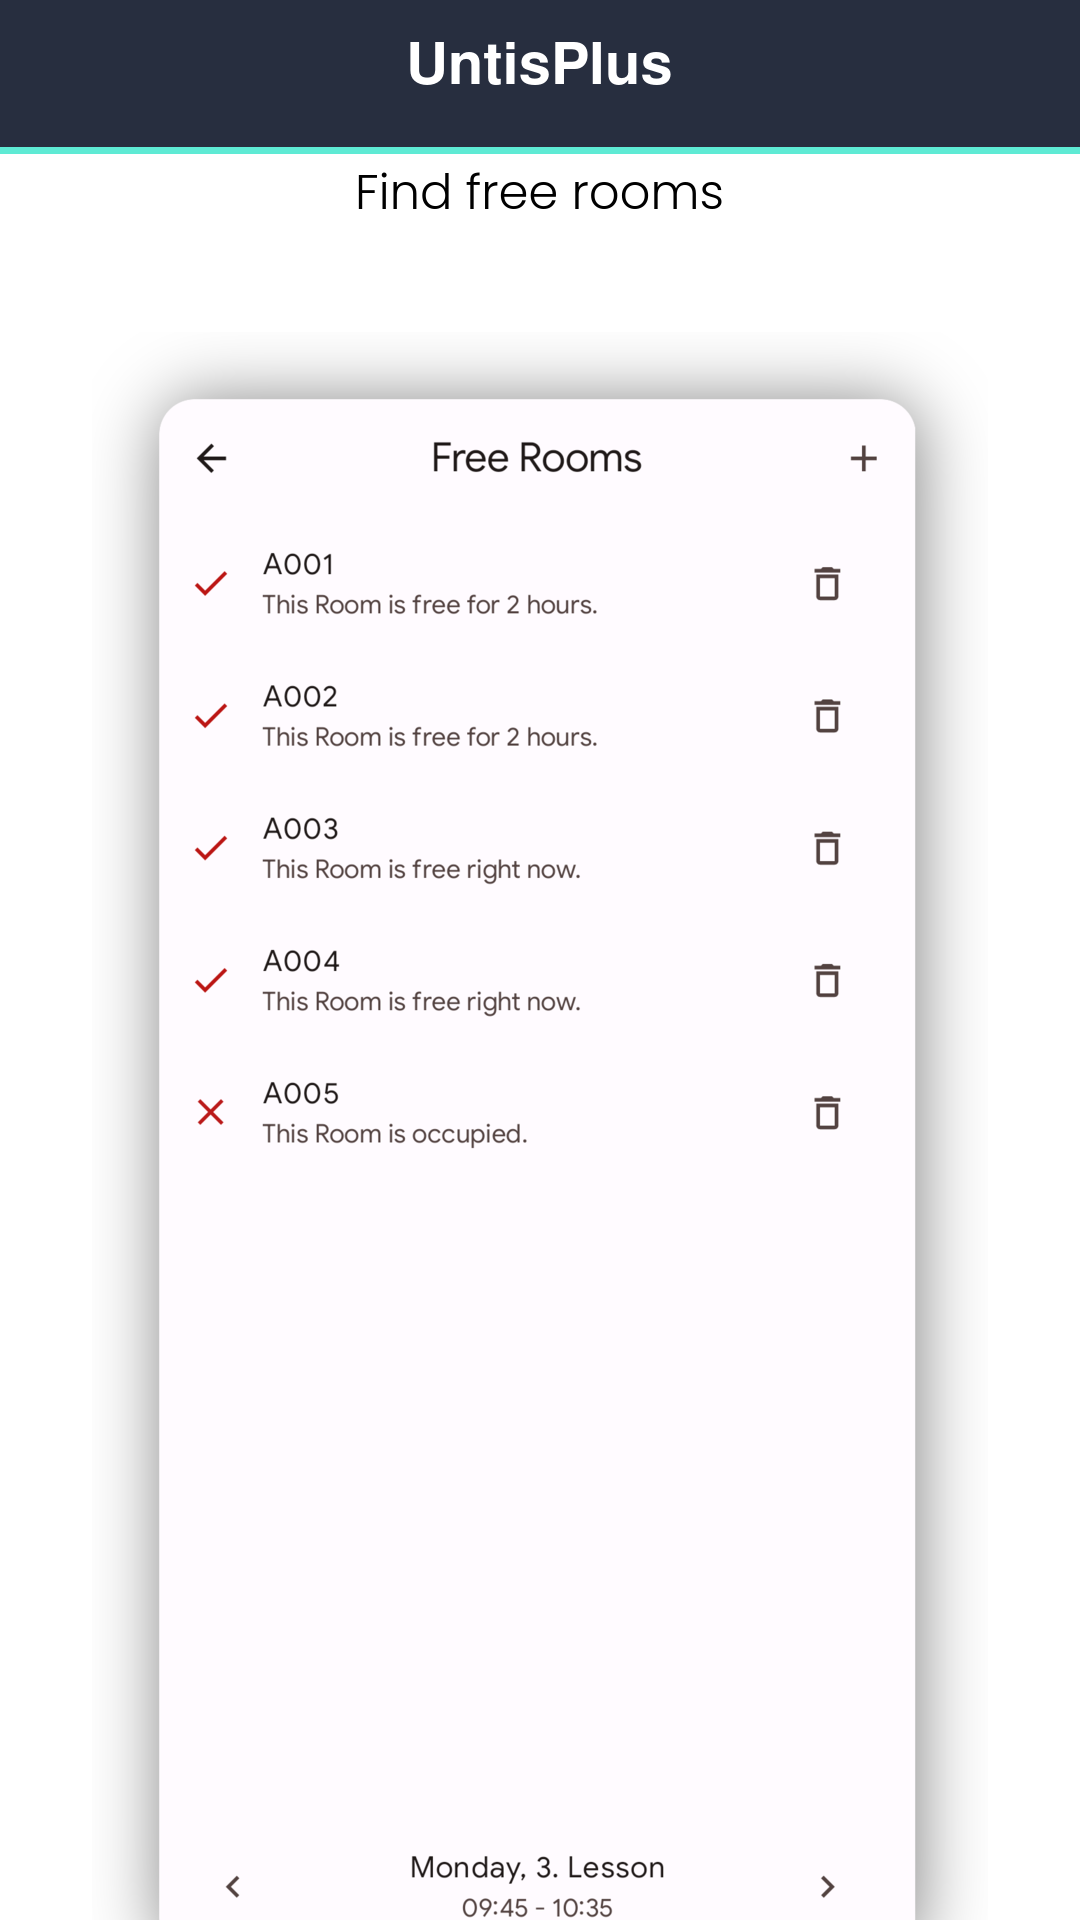 UntisPlus
Find free rooms
Free Rooms
A001
This Room is free for 2 hours.
A002
This Room is free for 2 hours.
A003
This Room is free right now.
A004
This Room is free right now.
A005
This Room is occupied.
Monday, 3. Lesson
09:45 - 10:35